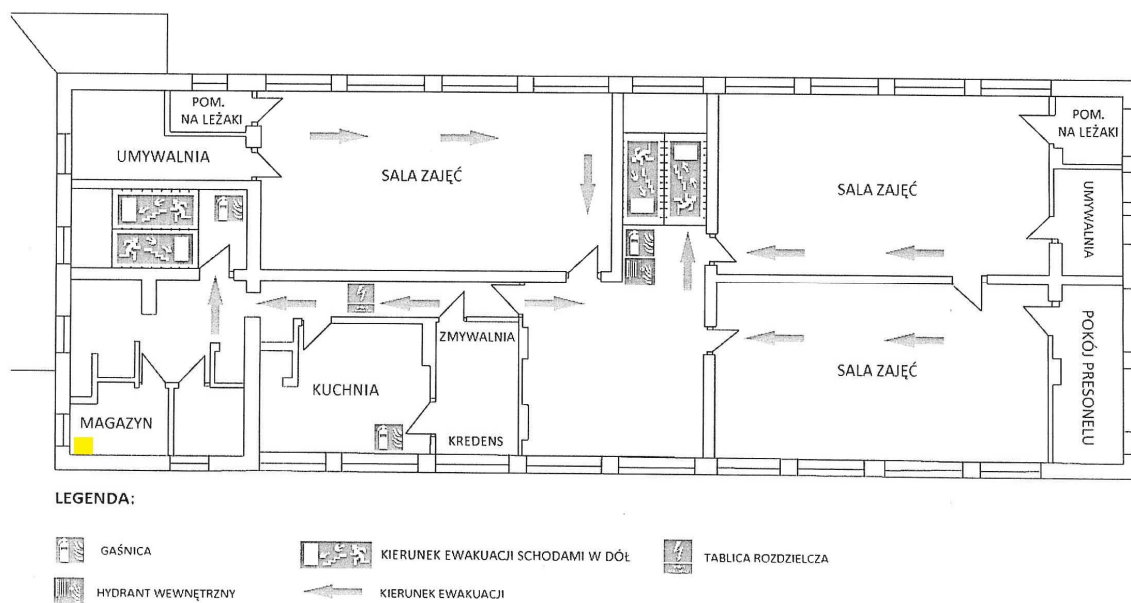 POM.
NA LEŻAKI
UMYWALNIA
SALA ZAJĘĆ
SALA ZAJĘĆ
POM.
NA LEŻAKI
UMYWALNIA
ZMYWALNIA
KUCHNIA
KREDENS
SALA ZAJĘĆ
POKÓJ PRESONELU
MAGAZYN
LEGENDA:
GAŚNICA
KIERUNEK EWAKUACJI SCHODAMI W DÓŁ
TABLICA ROZDZIELCZA
HYDRANT WEWNĘTRZNY
KIERUNEK EWAKUACJI